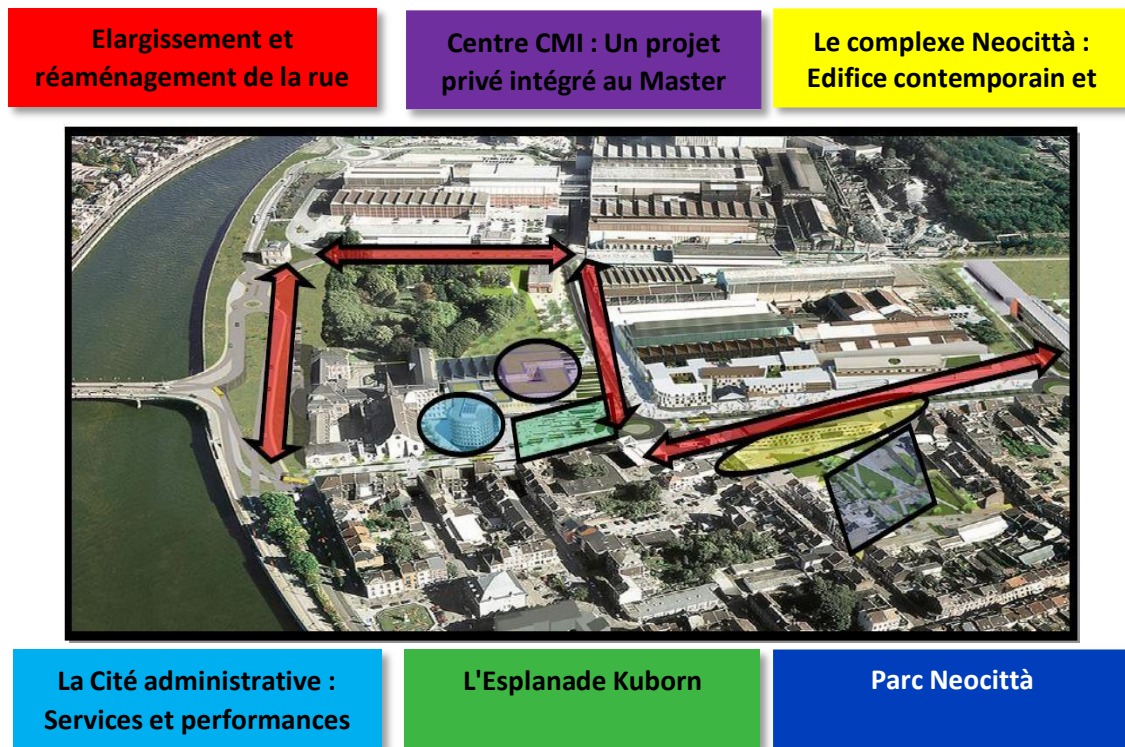 Elargissement et
réaménagement de la rue
Centre CMI : Un projet
privé intégré au Master
Le complexe Neocittà :
Edifice contemporain et
La Cité administrative :
Services et performances
L'Esplanade Kuborn
Parc Neocittà